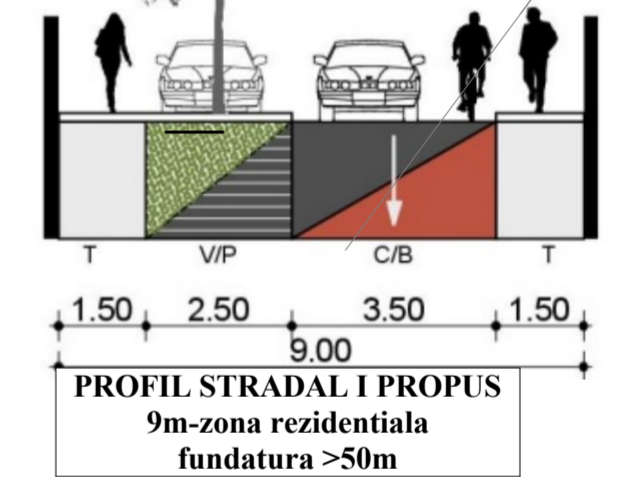 T V/P C/B T
1.50 2.50 3.50 1.50
9.00
PROFIL STRADAL I PROPUS
9m-zona rezidentiala
fundatura >50m